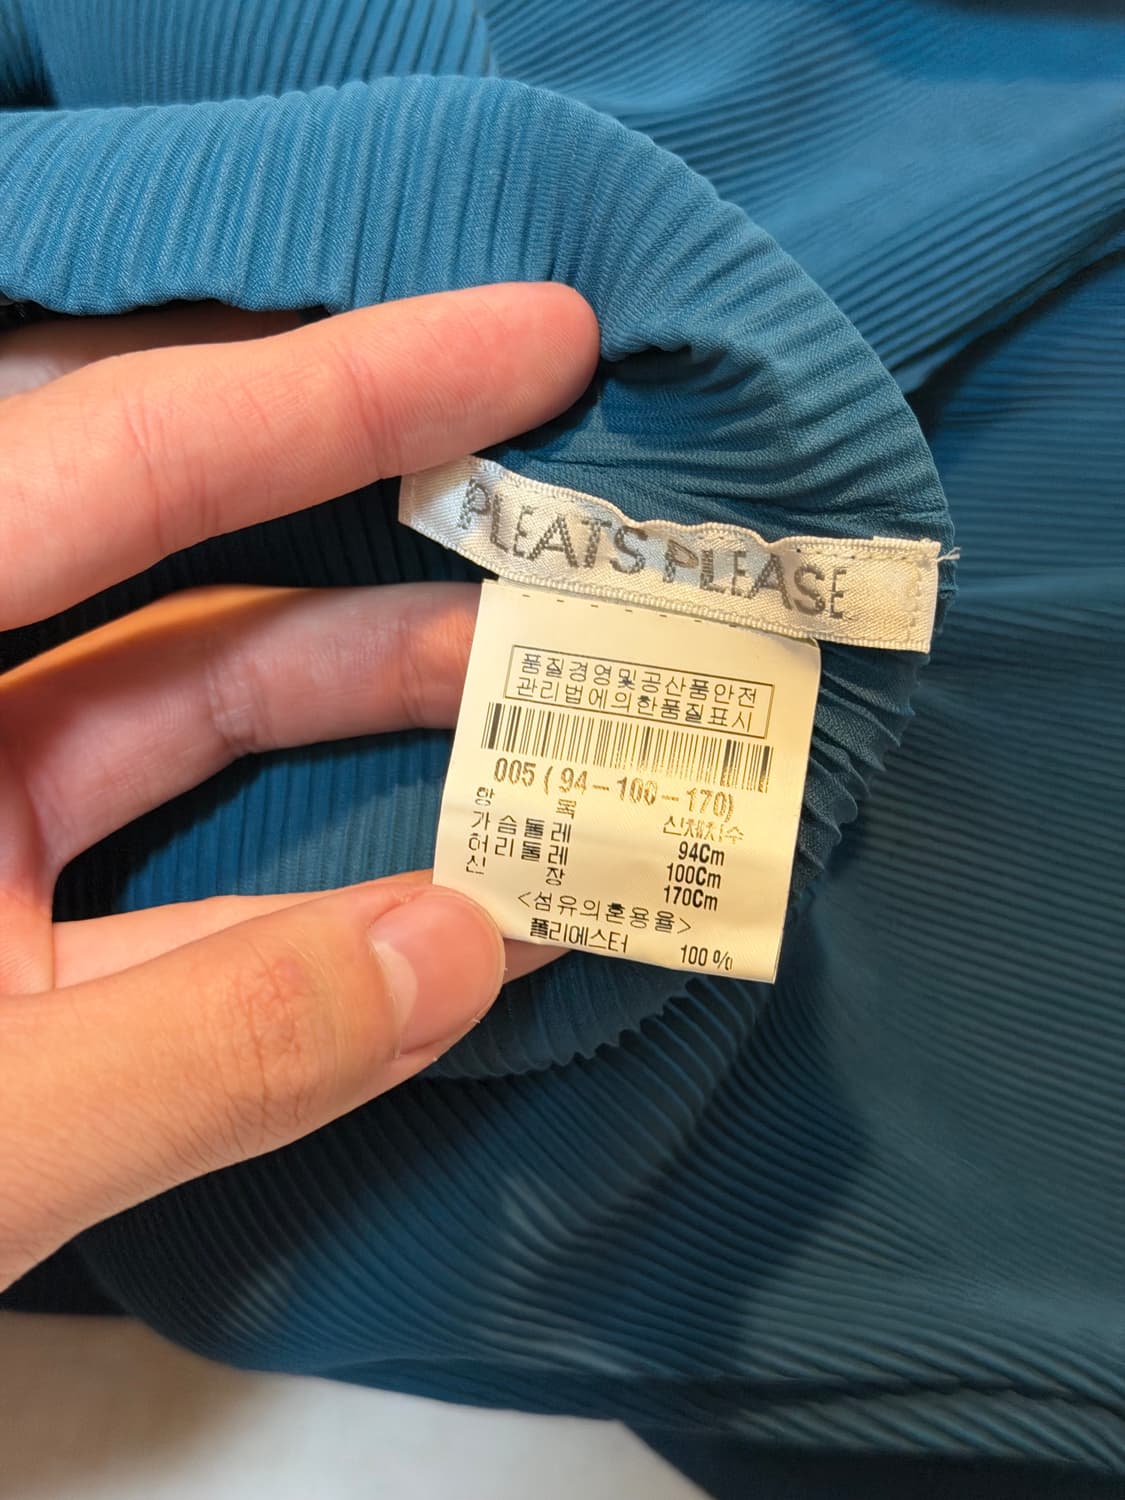 PLEATS PLEASE
품질경영및공산품안전
관리법에의한품질표시
005 ( 94-100-170)
항 목 신체치수
가슴둘레 94Cm
허리둘레 100Cm
신 장 170Cm
<섬유의혼용율>
폴리에스터 100 %